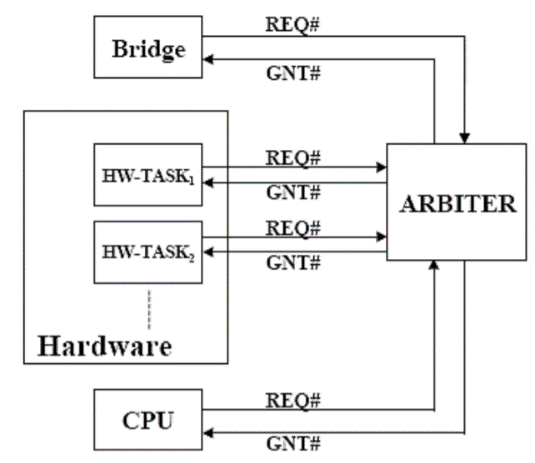 REQ#
Bridge
GNT#
REQ#
HW-TASK1
GNT#
ARBITER
REQ#
HW-TASK2
GNT#
Hardware
REQ#
CPU
GNT#